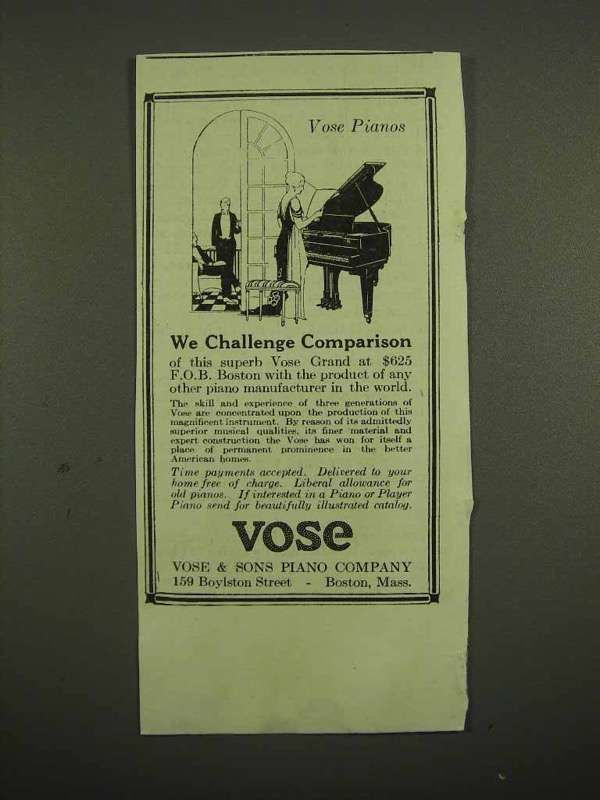 Vose Pianos
We Challenge Comparison
of this superb Vose Grand at $625
F.O.B. Boston with the product of any
other piano manufacturer in the world.
The skill and experience of three generations of
Vose are concentrated upon the production of this
magnificent instrument. By reason of its admittedly
superior musical qualities, its finer material and
expert construction the Vose has won for itself a
place of permanent prominence in the better
American homes.
Time payments accepted. Delivered to your
home free of charge. Liberal allowance for
old pianos. If interested in a Piano or Player
Piano send for beautifully illustrated catalog.
vose
VOSE & SONS PIANO COMPANY
159 Boylston Street - Boston, Mass.